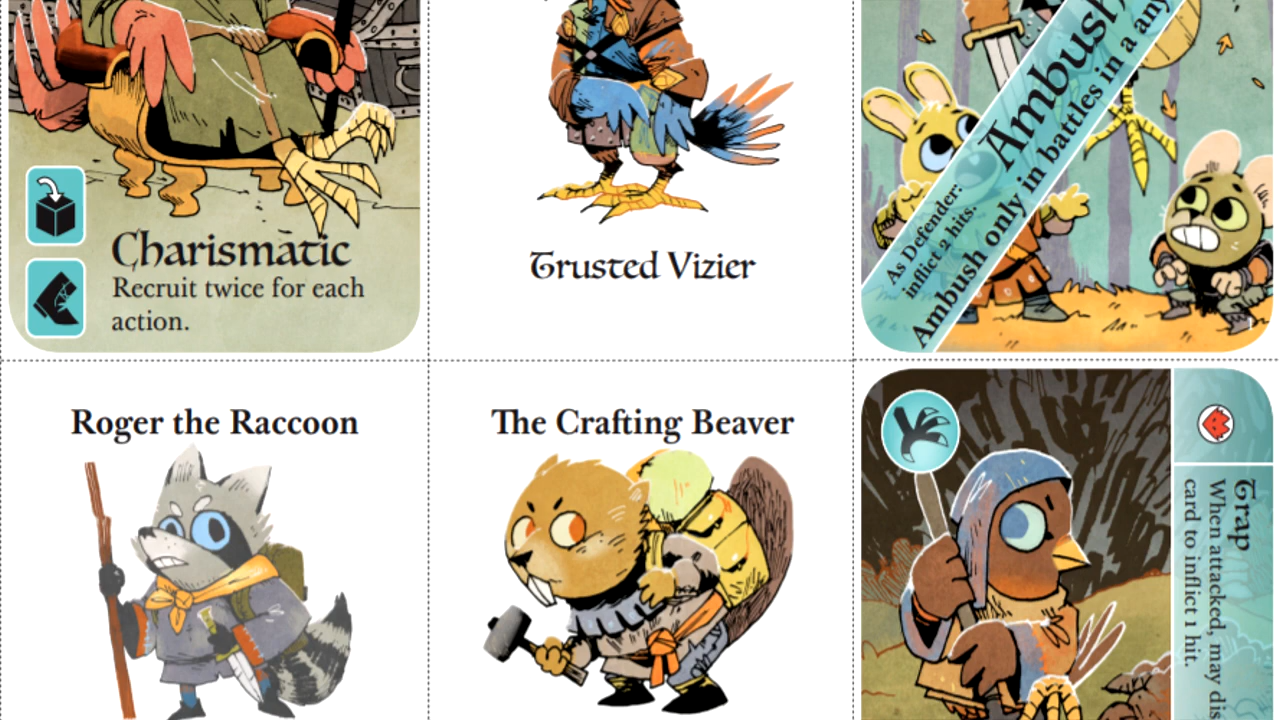 Charismatic
Recruit twice for each
action.
Trusted Vizier
Ambush
As Defender:
inflict 2 hits.
Ambush only in battles in a any
Roger the Raccoon
The Crafting Beaver
Trap
When attacked, may
card to inflict 1 hit.